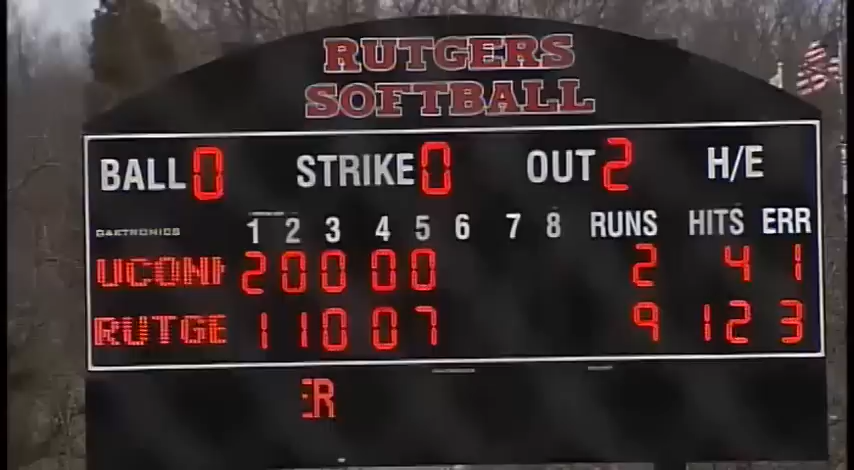 RUTGERS
SOFTBALL
BALL 0 STRIKE 0 OUT 2 H/E
DAKTRONICS 1 2 3 4 5 6 7 8 RUNS HITS ERR
UCONN 2 0 0 0 0 2 4 1
RUTGE 1 1 0 0 7 9 12 3
ER